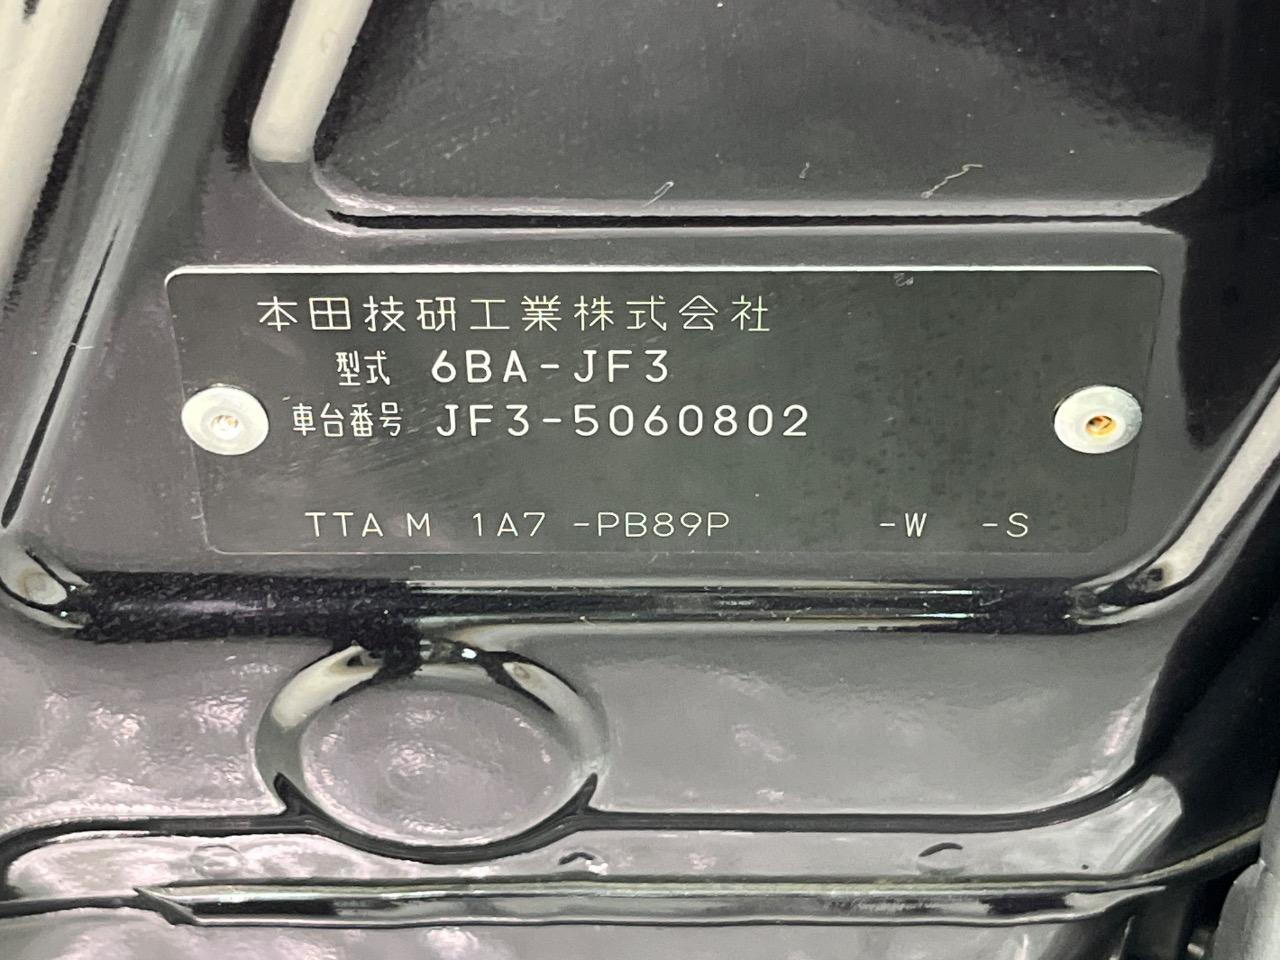 本田技研工業株式会社
型式 6BA-JF3
車台番号 JF3-5060802
TTA M 1A7 -PB89P -W -S